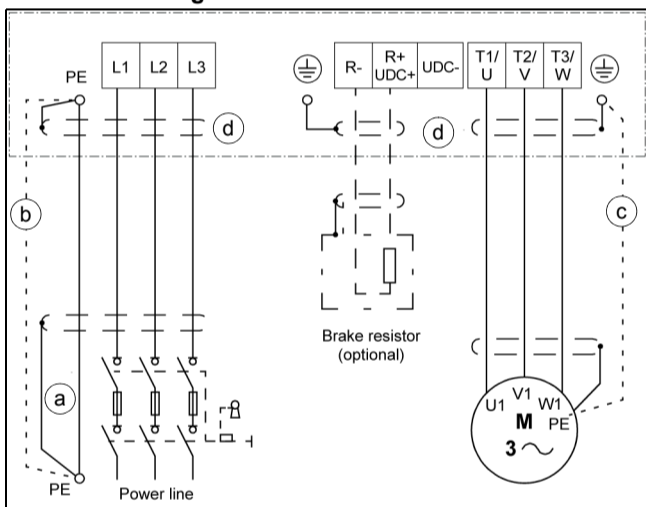 PE
L1 L2 L3
R- R+ UDC+ UDC-
T1/ U T2/ V T3/ W
d
d
b
c
a
Brake resistor
(optional)
U1 V1 W1
M PE
3
PE
Power line